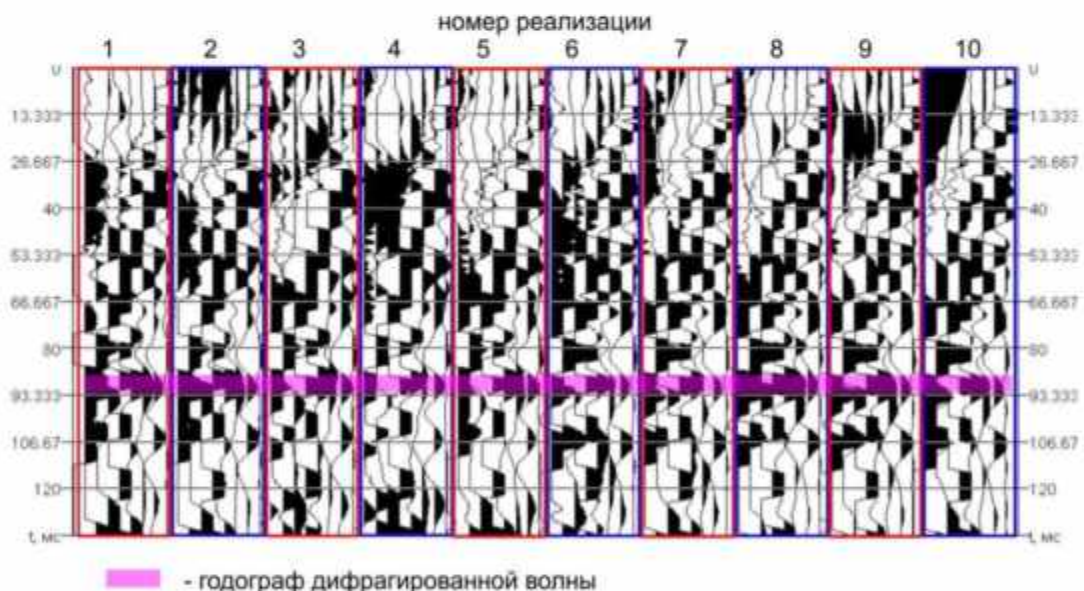 номер реализации
1 2 3 4 5 6 7 8 9 10
0 0
13.333 13.333
26.667 26.667
40 40
53.333 53.333
66.667 66.667
80 80
93.333 93.333
106.67 106.67
120 120
t, мс t, мс
- годограф дифрагированной волны